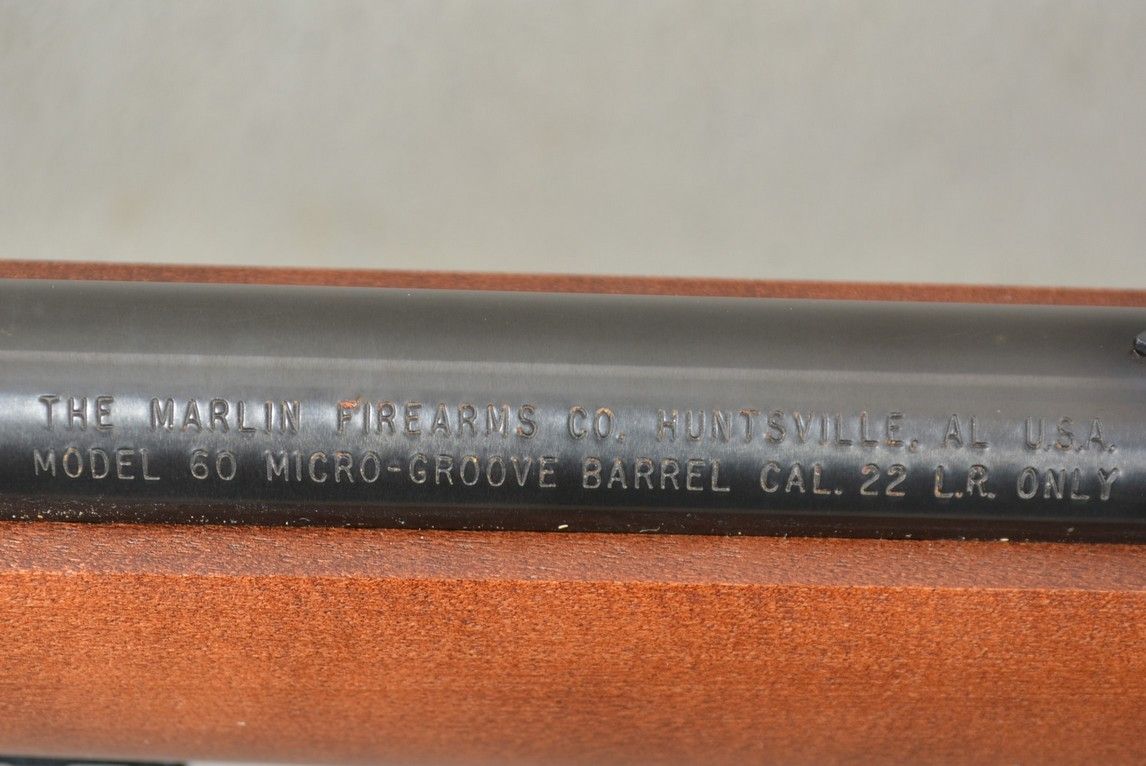 THE MARLIN FIREARMS CO. HUNTSVILLE, AL U.S.A.
MODEL 60 MICRO-GROOVE BARREL CAL. 22 L.R. ONLY